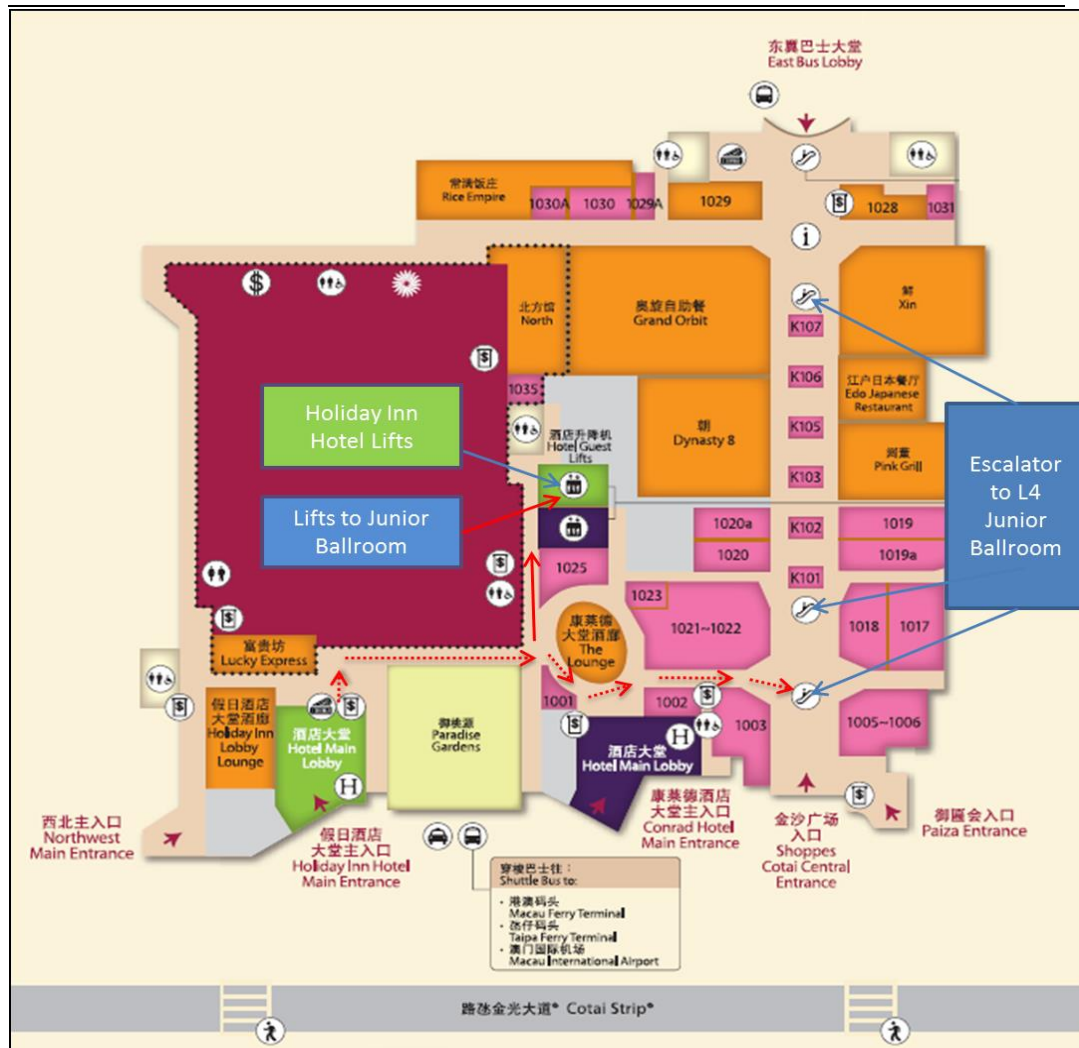 东翼巴士大堂
East Bus Lobby
常满饭庄
Rice Empire
1030A
1030
1029A
1029
1028
1031
i
北方馆
North
奥旋自助餐
Grand Orbit
鲜
Xin
K107
1035
K106
江户日本餐厅
Edo Japanese
Restaurant
Holiday Inn
Hotel Lifts
酒店升降机
Hotel Guest
Lifts
朝
Dynasty 8
K105
Pink Grill
K103
Escalator
to L4
Junior
Ballroom
Lifts to Junior
Ballroom
1020a
K102
1019
1020
1019a
1025
K101
1023
康莱德
大堂酒廊
The
Lounge
1021~1022
1018
1017
富贵坊
Lucky Express
假日酒店
大堂酒廊
Holiday Inn
Lobby
Lounge
酒店大堂
Hotel Main
Lobby
H
御桃源
Paradise
Gardens
1001
1002
1003
1005~1006
酒店大堂
Hotel Main Lobby
H
西北主入口
Northwest
Main Entrance
假日酒店
大堂主入口
Holiday Inn Hotel
Main Entrance
康莱德酒店
大堂主入口
Conrad Hotel
Main Entrance
金沙广场
入口
Shoppes
Cotai Central
Entrance
御匾会入口
Paiza Entrance
穿梭巴士往：
Shuttle Bus to:
· 港澳码头
Macau Ferry Terminal
· 氹仔码头
Taipa Ferry Terminal
· 澳门国际机场
Macau International Airport
路氹金光大道® Cotai Strip®